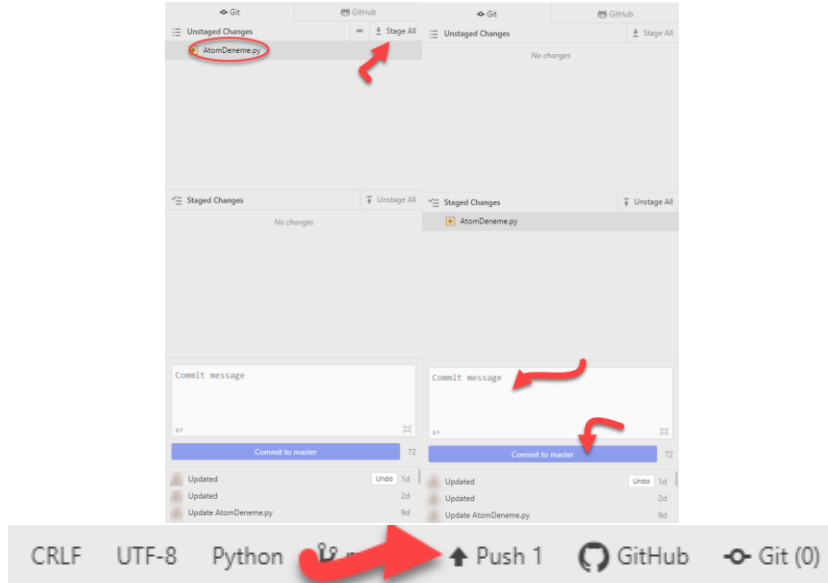 Git GitHub
Unstaged Changes Stage All
AtomDeneme.py
Staged Changes Unstage All
No changes
Commit message
Commit to master 72
Updated Undo 1d
Updated 2d
Update AtomDeneme.py 9d
Git GitHub
Unstaged Changes Stage All
No changes
Staged Changes Unstage All
AtomDeneme.py
Commit message
Commit to master 72
Updated Undo 1d
Updated 2d
Update AtomDeneme.py 9d
CRLF UTF-8 Python Push 1 GitHub Git (0)